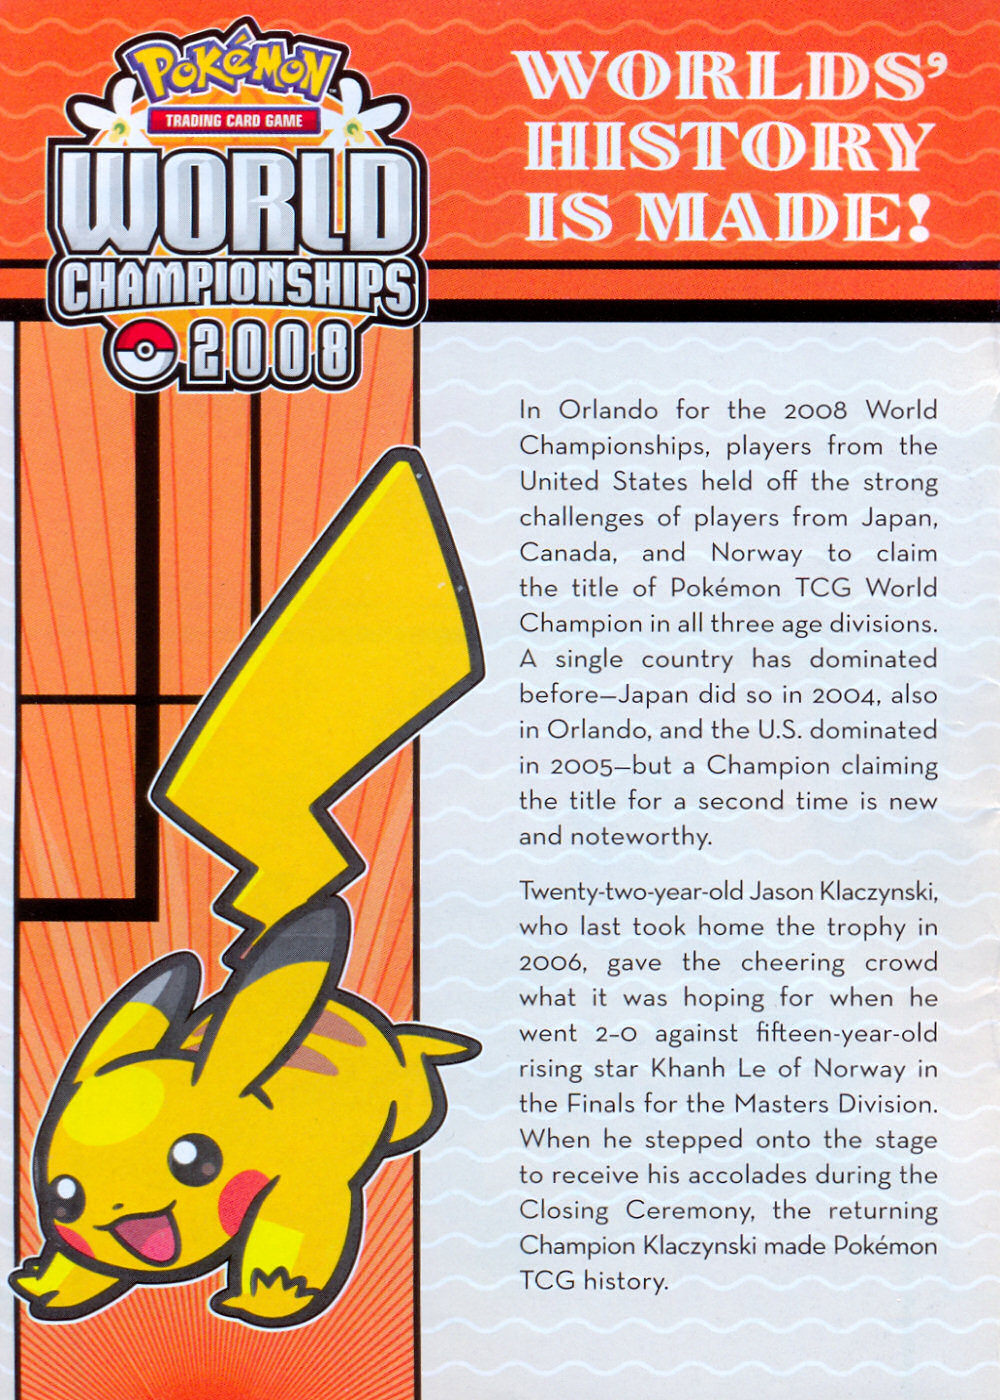 POKéMON
TRADING CARD GAME
WORLD
CHAMPIONSHIPS
2008
WORLDS’
HISTORY
IS MADE!
In Orlando for the 2008 World
Championships, players from the
United States held off the strong
challenges of players from Japan,
Canada, and Norway to claim
the title of Pokémon TCG World
Champion in all three age divisions.
A single country has dominated
before—Japan did so in 2004, also
in Orlando, and the U.S. dominated
in 2005—but a Champion claiming
the title for a second time is new
and noteworthy.
Twenty-two-year-old Jason Klaczynski,
who last took home the trophy in
2006, gave the cheering crowd
what it was hoping for when he
went 2-0 against fifteen-year-old
rising star Khanh Le of Norway in
the Finals for the Masters Division.
When he stepped onto the stage
to receive his accolades during the
Closing Ceremony, the returning
Champion Klaczynski made Pokémon
TCG history.